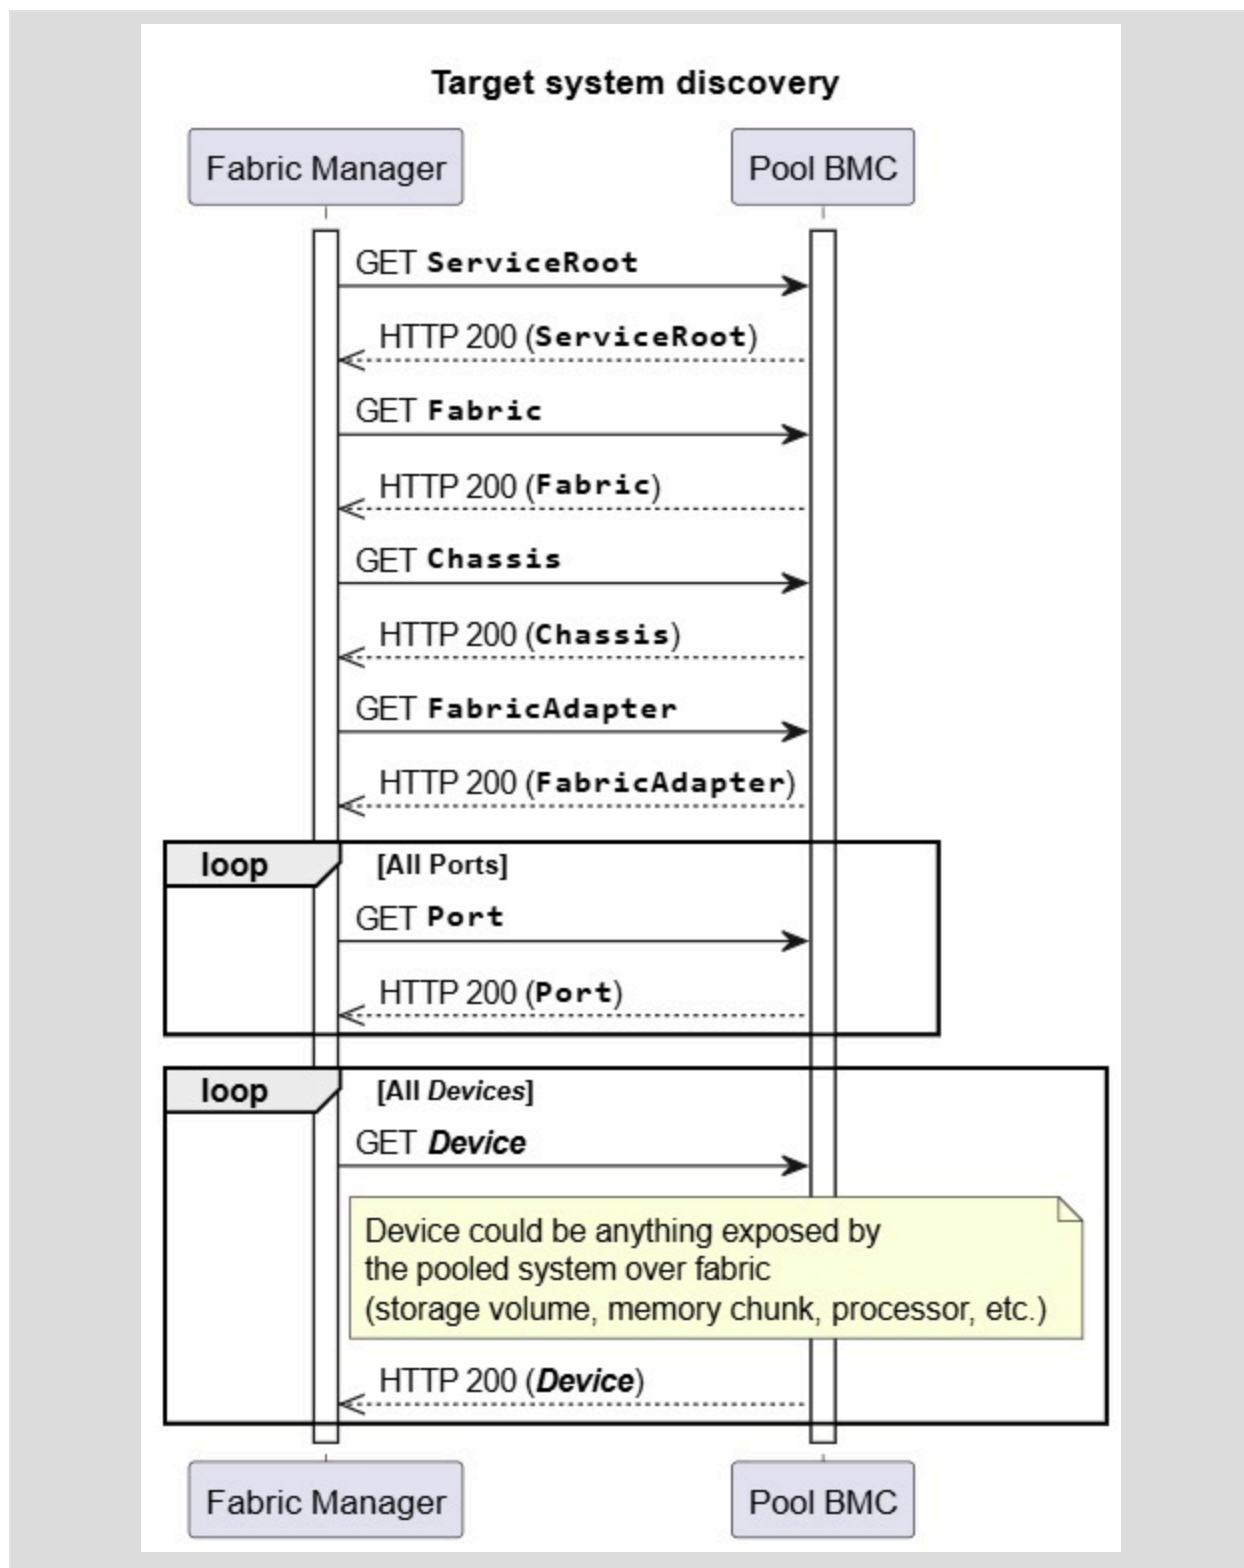 Target system discovery
Fabric Manager
Pool BMC
GET ServiceRoot
HTTP 200 (ServiceRoot)
GET Fabric
HTTP 200 (Fabric)
GET Chassis
HTTP 200 (Chassis)
GET FabricAdapter
HTTP 200 (FabricAdapter)
loop [All Ports]
GET Port
HTTP 200 (Port)
loop [All Devices]
GET Device
Device could be anything exposed by
the pooled system over fabric
(storage volume, memory chunk, processor, etc.)
HTTP 200 (Device)
Fabric Manager
Pool BMC